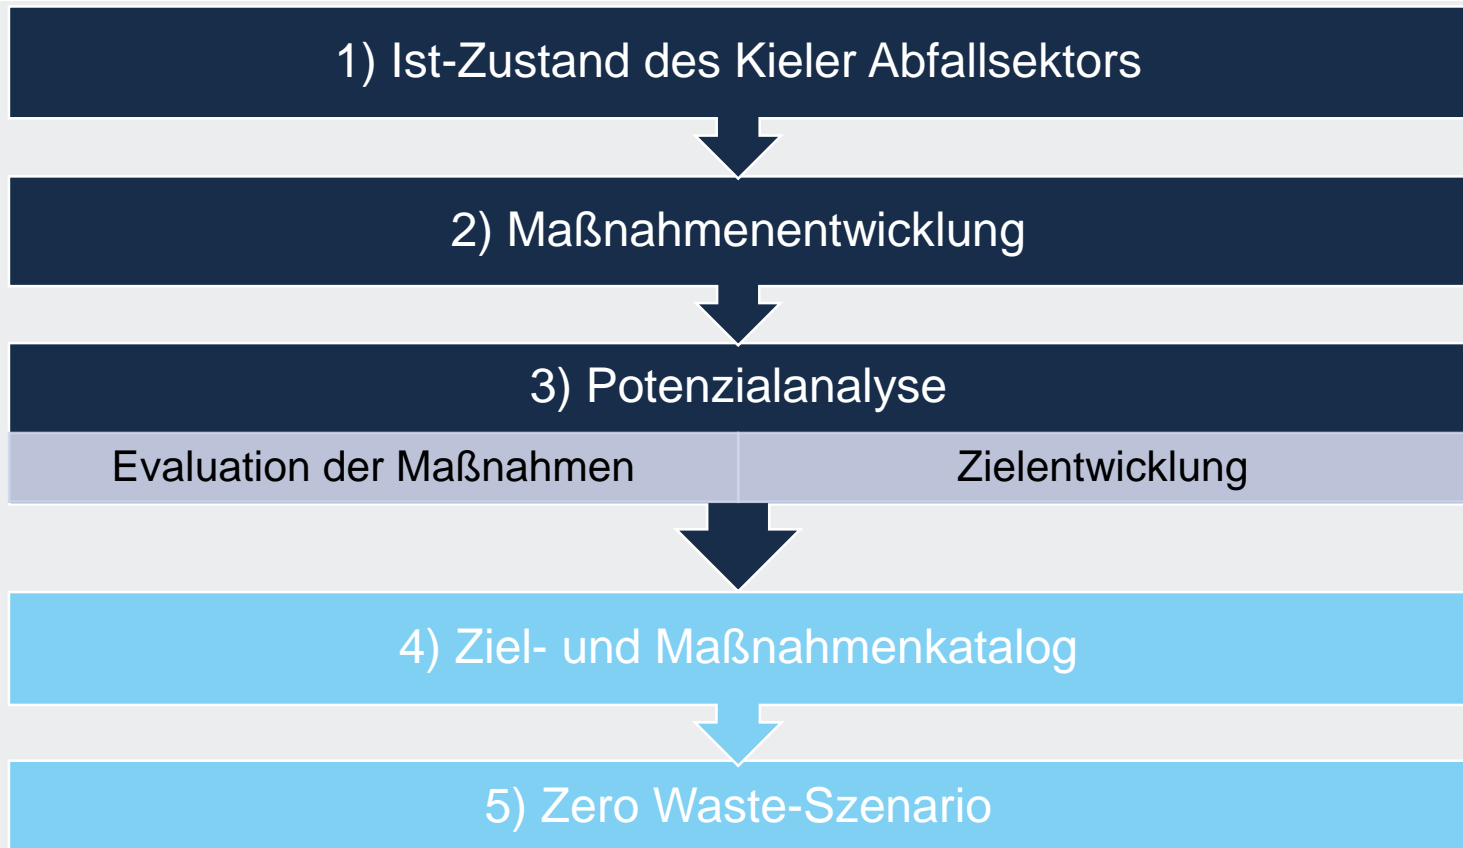 1) Ist-Zustand des Kieler Abfallsektors
2) Maßnahmenentwicklung
3) Potenzialanalyse
Evaluation der Maßnahmen
Zielentwicklung
4) Ziel- und Maßnahmenkatalog
5) Zero Waste-Szenario